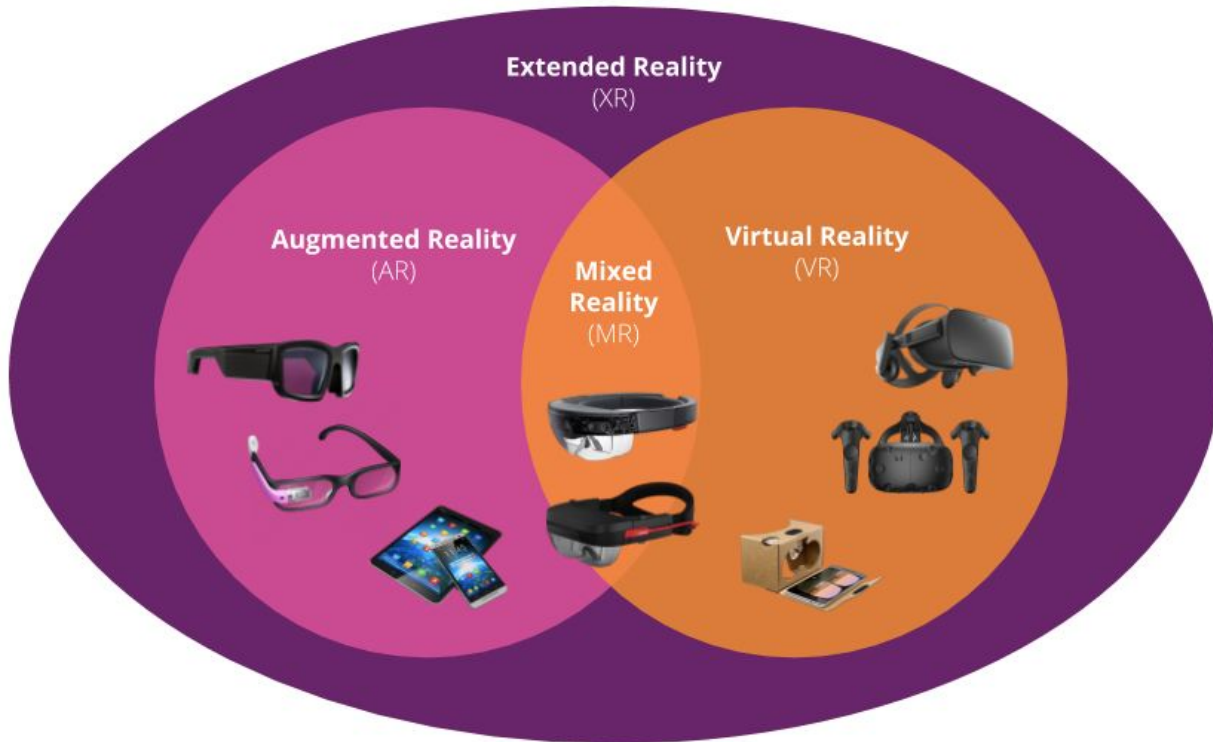 Extended Reality
(XR)
Augmented Reality
(AR)
Mixed
Reality
(MR)
Virtual Reality
(VR)